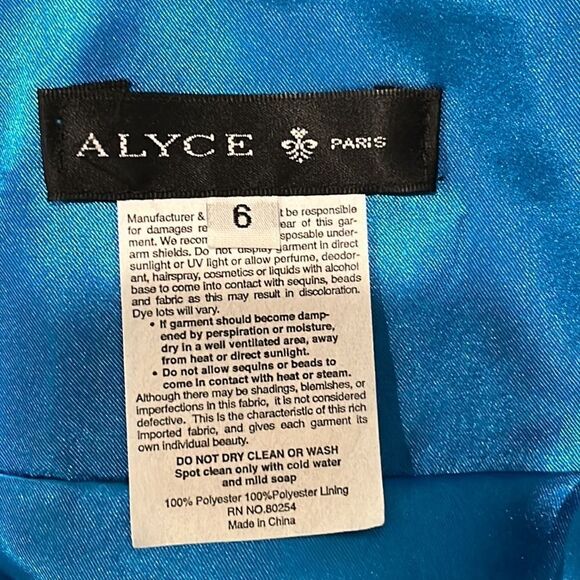 ALYCE PARIS
6
Manufacturer & t be responsible
for damages re ear of this gar-
ment. We recom sposable under-
arm shields. Do not display garment in direct
sunlight or UV light or allow perfume, deodor-
ant, hairspray, cosmetics or liquids with alcohol
base to come into contact with sequins, beads
and fabric as this may result in discoloration.
Dye lots will vary.
• If garment should become damp-
ened by perspiration or moisture,
dry in a well ventilated area, away
from heat or direct sunlight.
• Do not allow sequins or beads to
come in contact with heat or steam.
Although there may be shadings, blemishes, or
imperfections in this fabric, it is not considered
defective. This is the characteristic of this rich
imported fabric, and gives each garment its
own individual beauty.
DO NOT DRY CLEAN OR WASH
Spot clean only with cold water
and mild soap
100% Polyester 100%Polyester Lining
RN NO.80254
Made in China